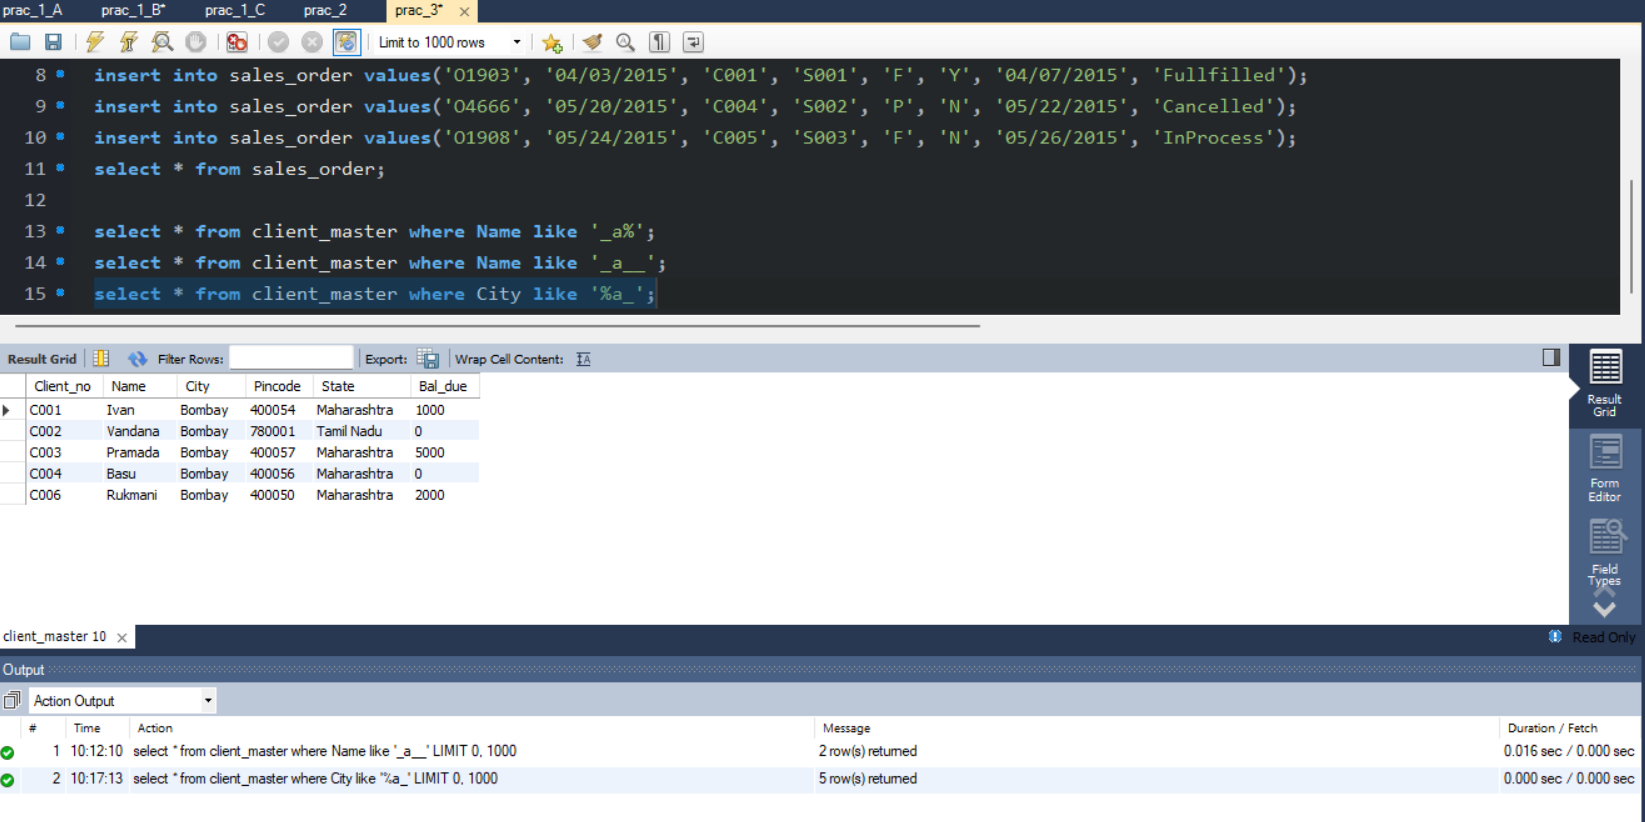 prac_1_A prac_1_B* prac_1_C prac_2 prac_3*
Limit to 1000 rows
8 insert into sales_order values('O1903', '04/03/2015', 'C001', 'S001', 'F', 'Y', '04/07/2015', 'Fullfilled');
9 insert into sales_order values('O4666', '05/20/2015', 'C004', 'S002', 'P', 'N', '05/22/2015', 'Cancelled');
10 insert into sales_order values('O1908', '05/24/2015', 'C005', 'S003', 'F', 'N', '05/26/2015', 'InProcess');
11 select * from sales_order;
12
13 select * from client_master where Name like '_a%';
14 select * from client_master where Name like '_a__';
15 select * from client_master where City like '%a_';
Result Grid Filter Rows: Export: Wrap Cell Content:
Client_no Name City Pincode State Bal_due
C001 Ivan Bombay 400054 Maharashtra 1000
C002 Vandana Bombay 780001 Tamil Nadu 0
C003 Pramada Bombay 400057 Maharashtra 5000
C004 Basu Bombay 400056 Maharashtra 0
C006 Rukmani Bombay 400050 Maharashtra 2000
Result
Grid
Form
Editor
Field
Types
client_master 10
Read Only
Output
Action Output
# Time Action Message Duration / Fetch
1 10:12:10 select * from client_master where Name like '_a__' LIMIT 0, 1000 2 row(s) returned 0.016 sec / 0.000 sec
2 10:17:13 select * from client_master where City like '%a_' LIMIT 0, 1000 5 row(s) returned 0.000 sec / 0.000 sec